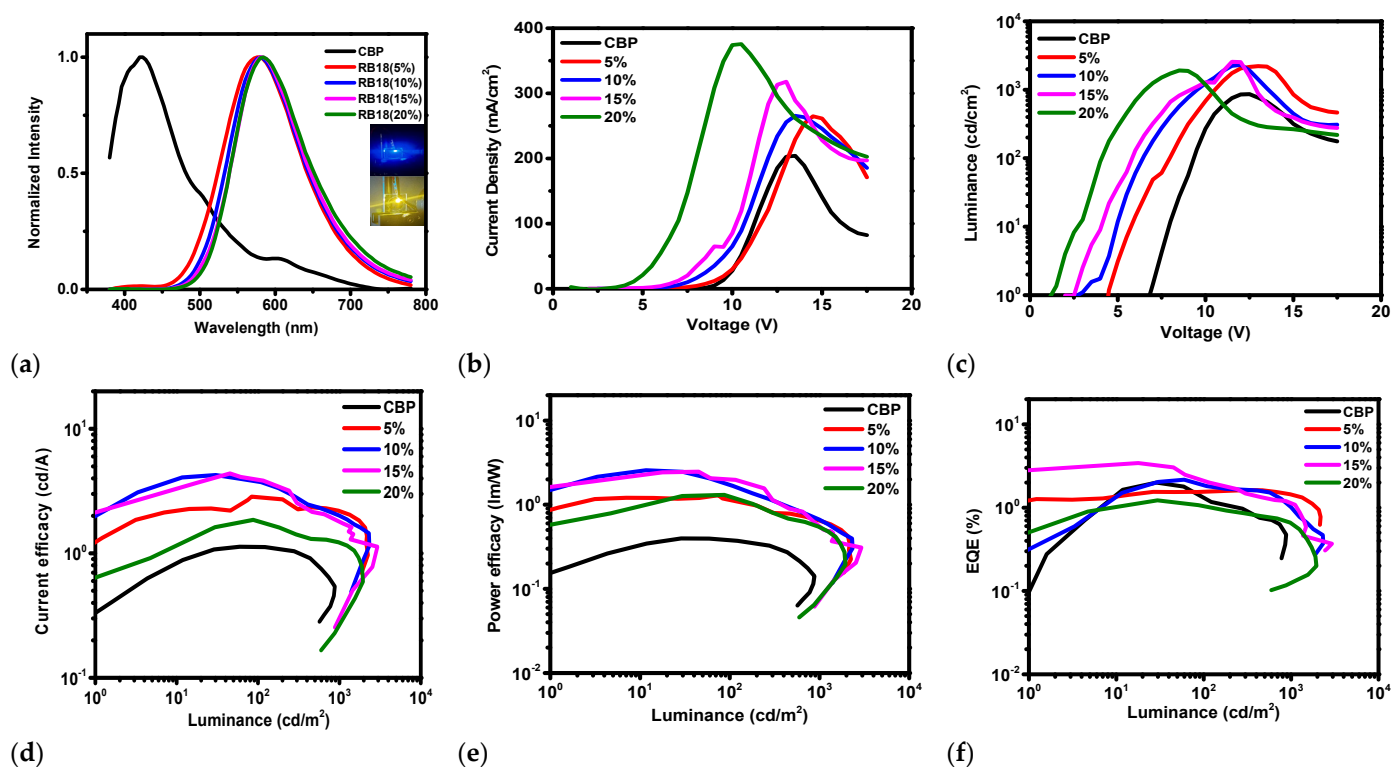 CBP
RB18(5%)
RB18(10%)
RB18(15%)
RB18(20%)
1.0
0.5
0.0
Normalized Intensity
400 500 600 700 800
Wavelength (nm)
(a)
CBP
5%
10%
15%
20%
400
300
200
100
0
Current Density (mA/cm²)
0 5 10 15 20
Voltage (V)
(b)
CBP
5%
10%
15%
20%
10⁴
10³
10²
10¹
10⁰
Luminance (cd/cm²)
0 5 10 15 20
Voltage (V)
(c)
CBP
5%
10%
15%
20%
10¹
10⁰
10⁻¹
Current efficacy (cd/A)
10⁰ 10¹ 10² 10³ 10⁴
Luminance (cd/m²)
(d)
CBP
5%
10%
15%
20%
10¹
10⁰
10⁻¹
10⁻²
Power efficacy (lm/W)
10⁰ 10¹ 10² 10³ 10⁴
Luminance (cd/m²)
(e)
CBP
5%
10%
15%
20%
10¹
10⁰
10⁻¹
10⁻²
EQE (%)
10⁰ 10¹ 10² 10³ 10⁴
Luminance (cd/m²)
(f)